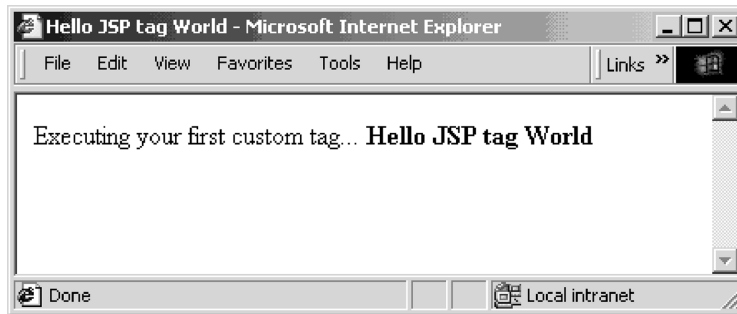 Hello JSP tag World - Microsoft Internet Explorer
File Edit View Favorites Tools Help Links »
Executing your first custom tag... Hello JSP tag World
Done Local intranet